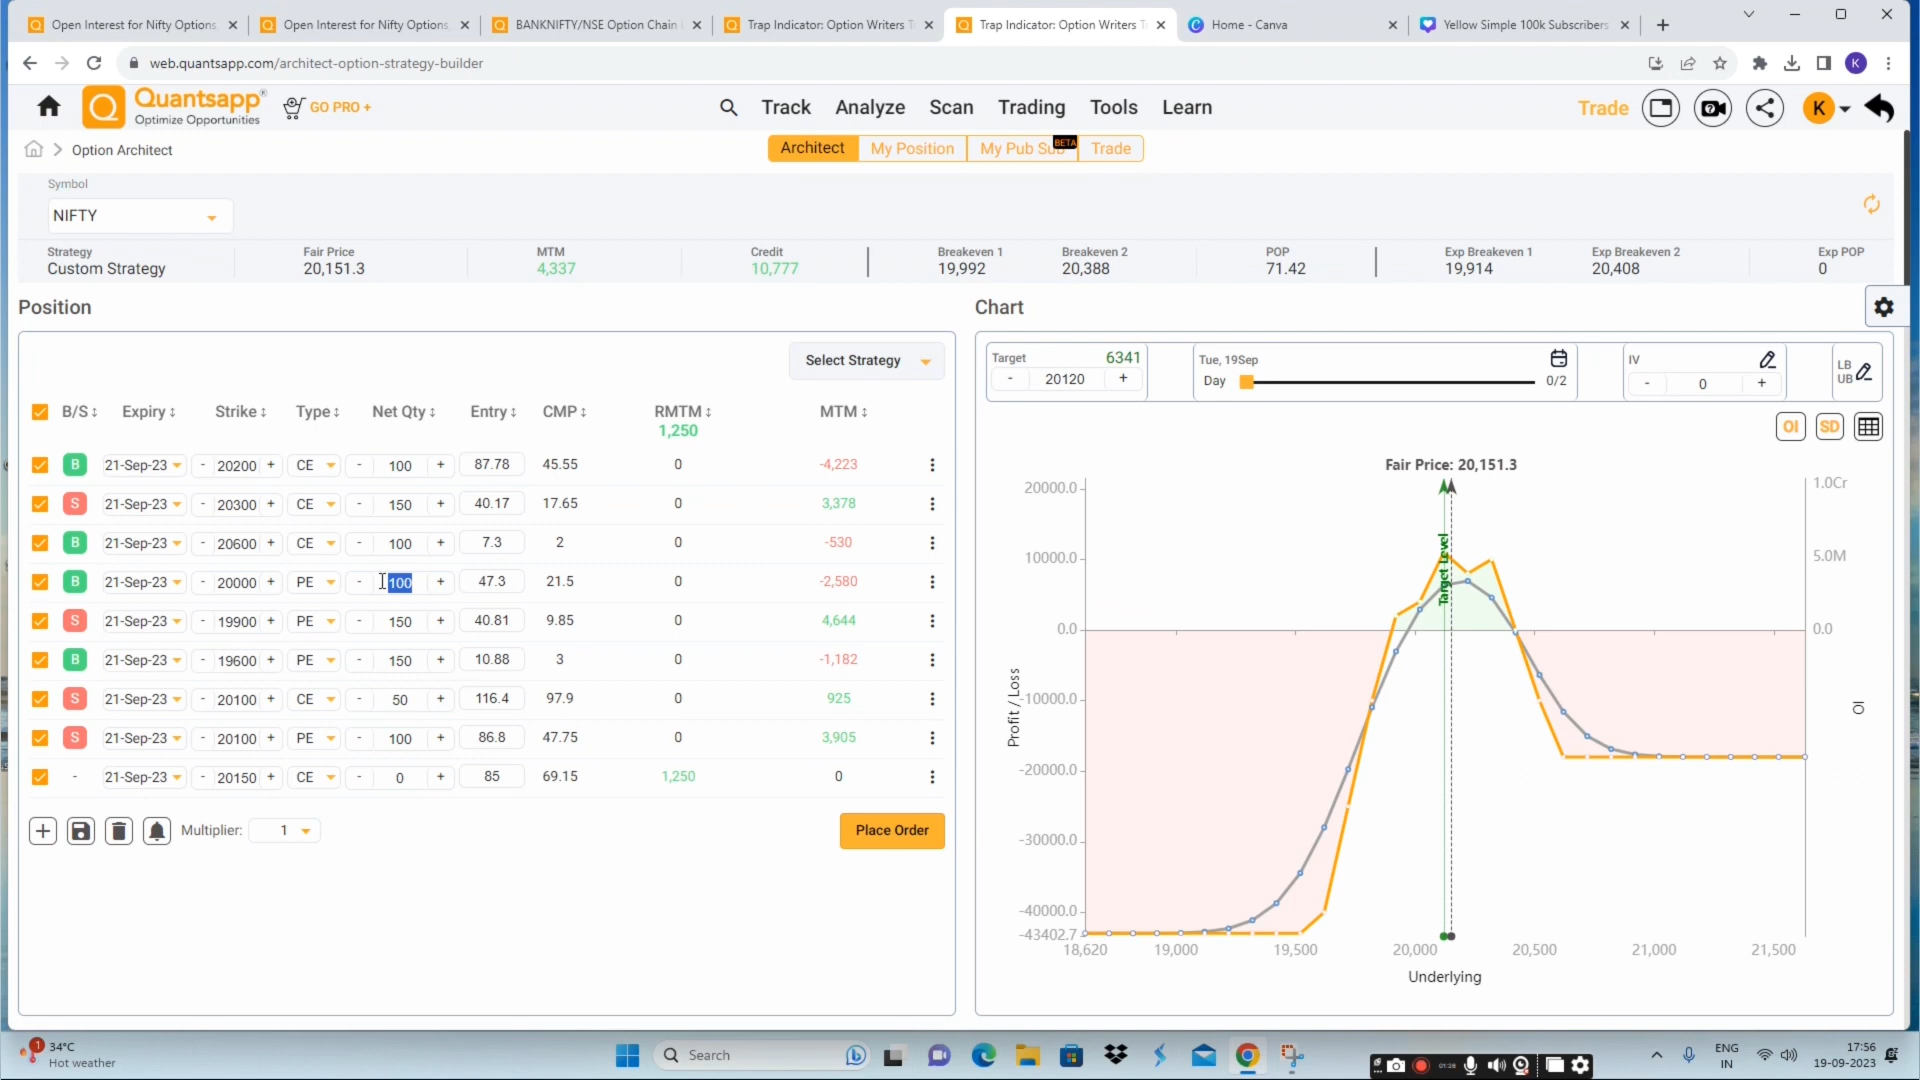 Open Interest for Nifty Options
Open Interest for Nifty Options
BANKNIFTY/NSE Option Chain
Trap Indicator: Option Writers
Trap Indicator: Option Writers
Home - Canva
Yellow Simple 100k Subscribers
web.quantsapp.com/architect-option-strategy-builder
K
Quantsapp®
Optimize Opportunities
GO PRO +
Track Analyze Scan Trading Tools Learn
Trade
K
Option Architect
Architect My Position My Pub Sub BETA Trade
Symbol
NIFTY
Strategy Fair Price MTM Credit Breakeven 1 Breakeven 2 POP Exp Breakeven 1 Exp Breakeven 2 Exp POP
Custom Strategy 20,151.3 4,337 10,777 19,992 20,388 71.42 19,914 20,408 0
Position
Select Strategy
B/S Expiry Strike Type Net Qty Entry CMP RMTM MTM
1,250
B 21-Sep-23 - 20200 + CE - 100 + 87.78 45.55 0 -4,223
S 21-Sep-23 - 20300 + CE - 150 + 40.17 17.65 0 3,378
B 21-Sep-23 - 20600 + CE - 100 + 7.3 2 0 -530
B 21-Sep-23 - 20000 + PE - 100 + 47.3 21.5 0 -2,580
S 21-Sep-23 - 19900 + PE - 150 + 40.81 9.85 0 4,644
B 21-Sep-23 - 19600 + PE - 150 + 10.88 3 0 -1,182
S 21-Sep-23 - 20100 + CE - 50 + 116.4 97.9 0 925
S 21-Sep-23 - 20100 + PE - 100 + 86.8 47.75 0 3,905
- 21-Sep-23 - 20150 + CE - 0 + 85 69.15 1,250 0
Multiplier: 1
Place Order
Chart
Target 6341
- 20120 +
Tue, 19Sep
Day 0/2
IV
- 0 +
LB
UB
OI SD
Fair Price: 20,151.3
Target Level
20000.0
10000.0
0.0
-10000.0
-20000.0
-30000.0
-40000.0
-43402.7
Profit / Loss
1.0Cr
5.0M
0.0
OI
18,620 19,000 19,500 20,000 20,500 21,000 21,500
Underlying
1
34°C
Hot weather
Search
ENG
IN
17:56
19-09-2023